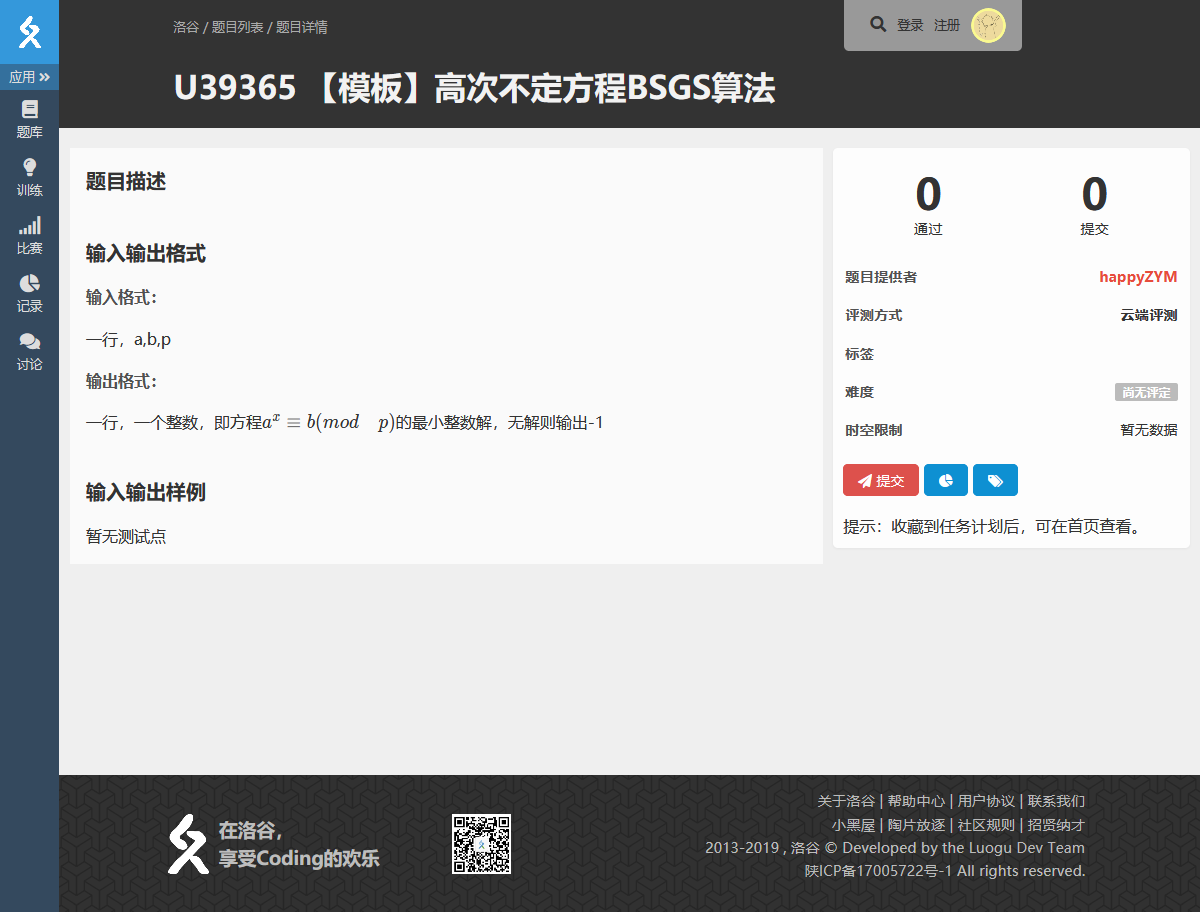 洛谷 / 题目列表 / 题目详情
登录 注册
U39365 【模板】高次不定方程BSGS算法
应用
题库
训练
比赛
记录
讨论
题目描述
输入输出格式
输入格式：
一行，a,b,p
输出格式：
一行，一个整数，即方程a^x ≡ b(mod p)的最小整数解，无解则输出-1
输入输出样例
暂无测试点
0 0
通过 提交
题目提供者 happyZYM
评测方式 云端评测
标签
难度 尚无评定
时空限制 暂无数据
提交
提示：收藏到任务计划后，可在首页查看。
在洛谷，
享受Coding的欢乐
关于洛谷 | 帮助中心 | 用户协议 | 联系我们
小黑屋 | 陶片放逐 | 社区规则 | 招贤纳才
2013-2019 , 洛谷 © Developed by the Luogu Dev Team
陕ICP备17005722号-1 All rights reserved.